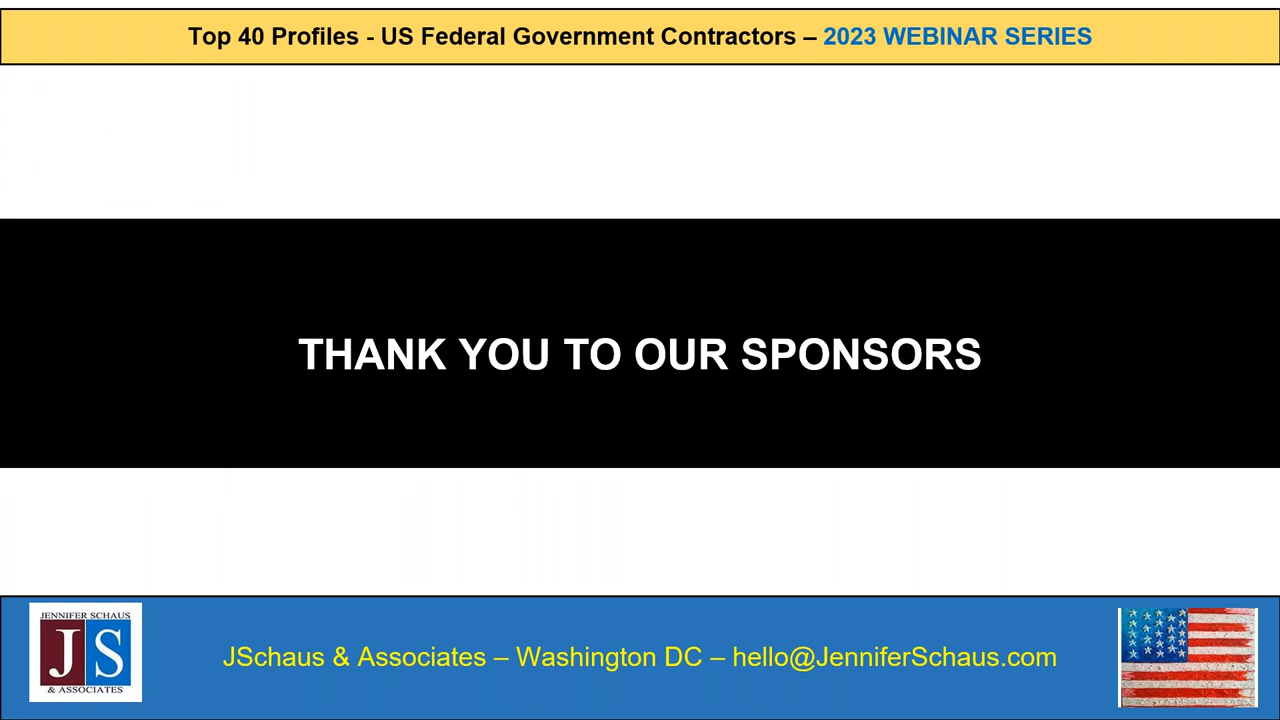 Top 40 Profiles - US Federal Government Contractors – 2023 WEBINAR SERIES
THANK YOU TO OUR SPONSORS
JENNIFER SCHAUS
JS
& ASSOCIATES
JSchaus & Associates – Washington DC – hello@JenniferSchaus.com